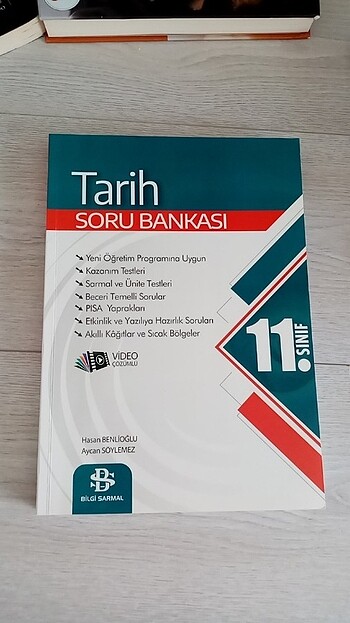 Tarih
SORU BANKASI
Yeni Öğretim Programına Uygun
Kazanım Testleri
Sarmal ve Ünite Testleri
Beceri Temelli Sorular
PISA Yaprakları
Etkinlik ve Yazılıya Hazırlık Soruları
Akıllı Kâğıtlar ve Sıcak Bölgeler
11. SINIF
VİDEO
ÇÖZÜMLÜ
Hasan BENLİOĞLU
Aycan SÖYLEMEZ
BS
BİLGİ SARMAL